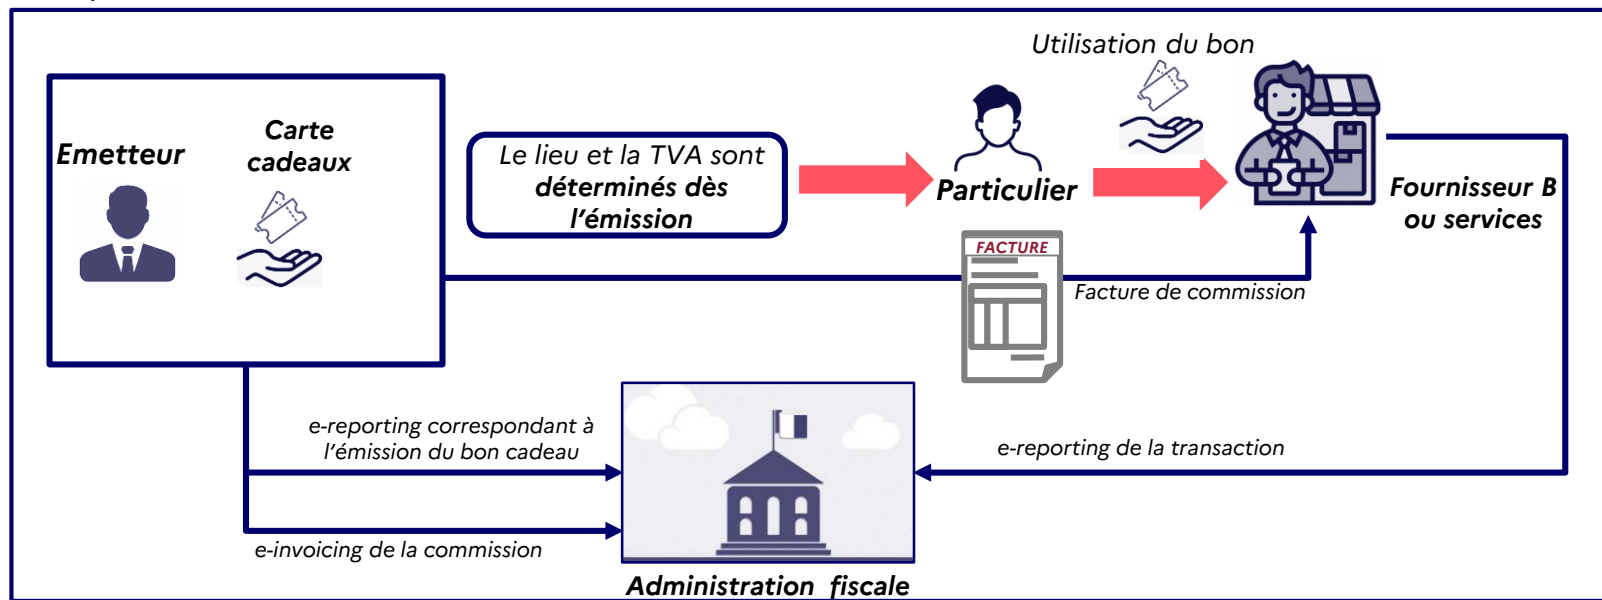 Utilisation du bon
Emetteur
Carte
cadeaux
Le lieu et la TVA sont
déterminés dès
l'émission
Particulier
Fournisseur B
ou services
FACTURE
Facture de commission
e-reporting correspondant à
l'émission du bon cadeau
e-reporting de la transaction
e-invoicing de la commission
Administration fiscale